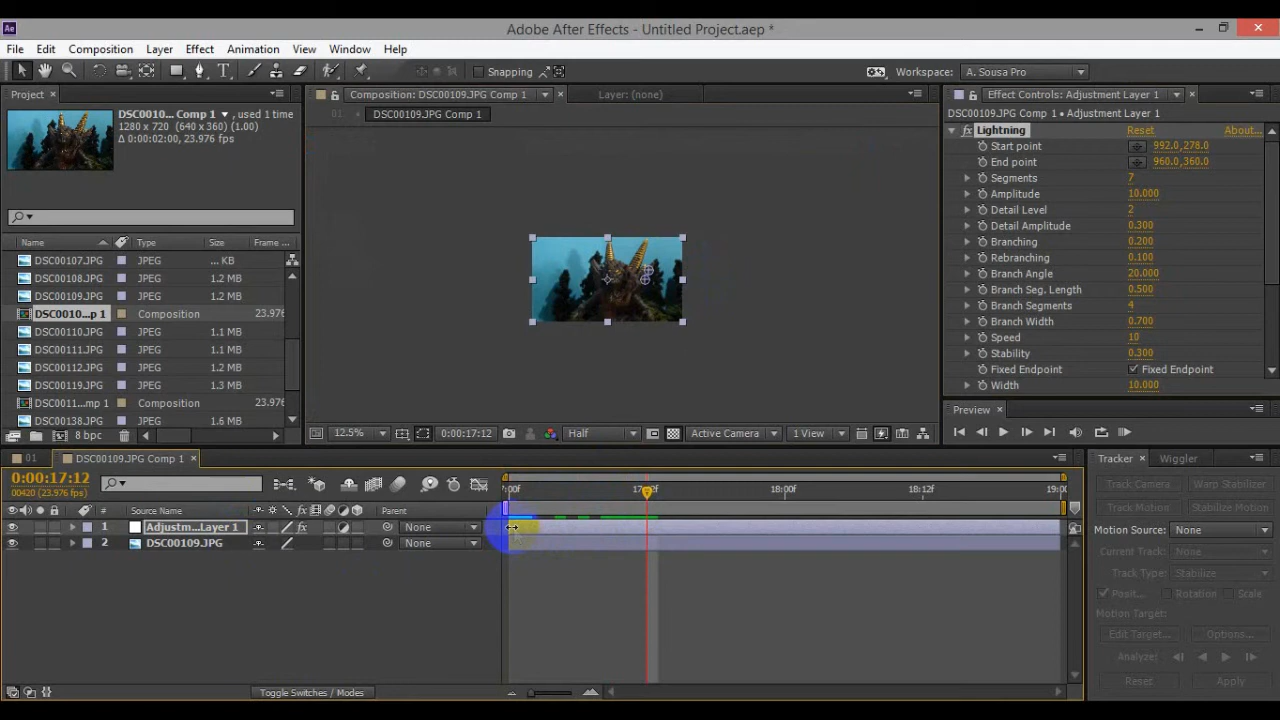 Ae
Adobe After Effects - Untitled Project.aep *
File Edit Composition Layer Effect Animation View Window Help
T Snapping Workspace: A. Sousa Pro
Project × Composition: DSC00109.JPG Comp 1 × Layer: (none) Effect Controls: Adjustment Layer 1 ×
DSC0010... Comp 1 , used 1 time
1280 x 720 (640 x 360) (1.00)
Δ 0:00:02:00, 23.976 fps
01 DSC00109.JPG Comp 1
DSC00109.JPG Comp 1 • Adjustment Layer 1
fx Lightning Reset About...
Start point 992.0,278.0
End point 960.0,360.0
Segments 7
Amplitude 10.000
Detail Level 2
Detail Amplitude 0.300
Branching 0.200
Rebranching 0.100
Branch Angle 20.000
Branch Seg. Length 0.500
Branch Segments 4
Branch Width 0.700
Speed 10
Stability 0.300
Fixed Endpoint Fixed Endpoint
Width 10.000
Name Type Size Frame ...
DSC00107.JPG JPEG ... KB
DSC00108.JPG JPEG 1.2 MB
DSC00109.JPG JPEG 1.2 MB
DSC0010...p 1 Composition 23.976
DSC00110.JPG JPEG 1.1 MB
DSC00111.JPG JPEG 1.1 MB
DSC00112.JPG JPEG 1.2 MB
DSC00119.JPG JPEG 1.3 MB
DSC0011...mp 1 Composition 23.976
DSC00138.JPG JPEG 1.6 MB
8 bpc
12.5% 0:00:17:12 Half Active Camera 1 View
Preview ×
01 DSC00109.JPG Comp 1 ×
0:00:17:12
00420 (23.976 fps)
:00f 18:00f 18:12f 19:00
# Source Name fx Parent
1 Adjustm...Layer 1 fx None
2 DSC00109.JPG None
Toggle Switches / Modes
Tracker × Wiggler
Track Camera Warp Stabilizer
Track Motion Stabilize Motion
Motion Source: None
Current Track: None
Track Type: Stabilize
Posit... Rotation Scale
Motion Target:
Edit Target... Options...
Analyze:
Reset Apply